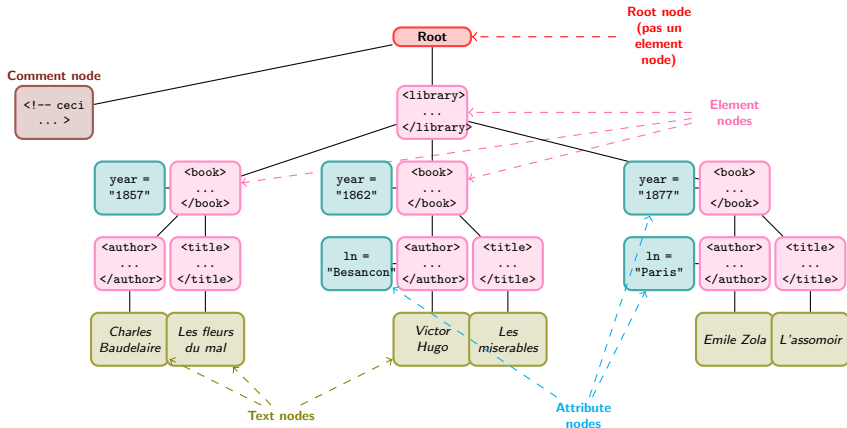 Root node
(pas un
element
node)
Root
Comment node
<!-- ceci
... >
<library>
...
</library>
Element
nodes
year =
"1857"
<book>
...
</book>
year =
"1862"
<book>
...
</book>
year =
"1877"
<book>
...
</book>
<author>
...
</author>
<title>
...
</title>
ln =
"Besancon"
<author>
...
</author>
<title>
...
</title>
ln =
"Paris"
<author>
...
</author>
<title>
...
</title>
Charles
Baudelaire
Les fleurs
du mal
Victor
Hugo
Les
miserables
Emile Zola
L'assomoir
Text nodes
Attribute
nodes